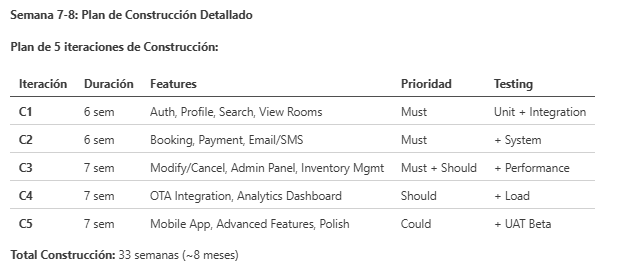 Semana 7-8: Plan de Construcción Detallado
Plan de 5 iteraciones de Construcción:
Iteración Duración Features Prioridad Testing
C1 6 sem Auth, Profile, Search, View Rooms Must Unit + Integration
C2 6 sem Booking, Payment, Email/SMS Must + System
C3 7 sem Modify/Cancel, Admin Panel, Inventory Mgmt Must + Should + Performance
C4 7 sem OTA Integration, Analytics Dashboard Should + Load
C5 7 sem Mobile App, Advanced Features, Polish Could + UAT Beta
Total Construcción: 33 semanas (~8 meses)